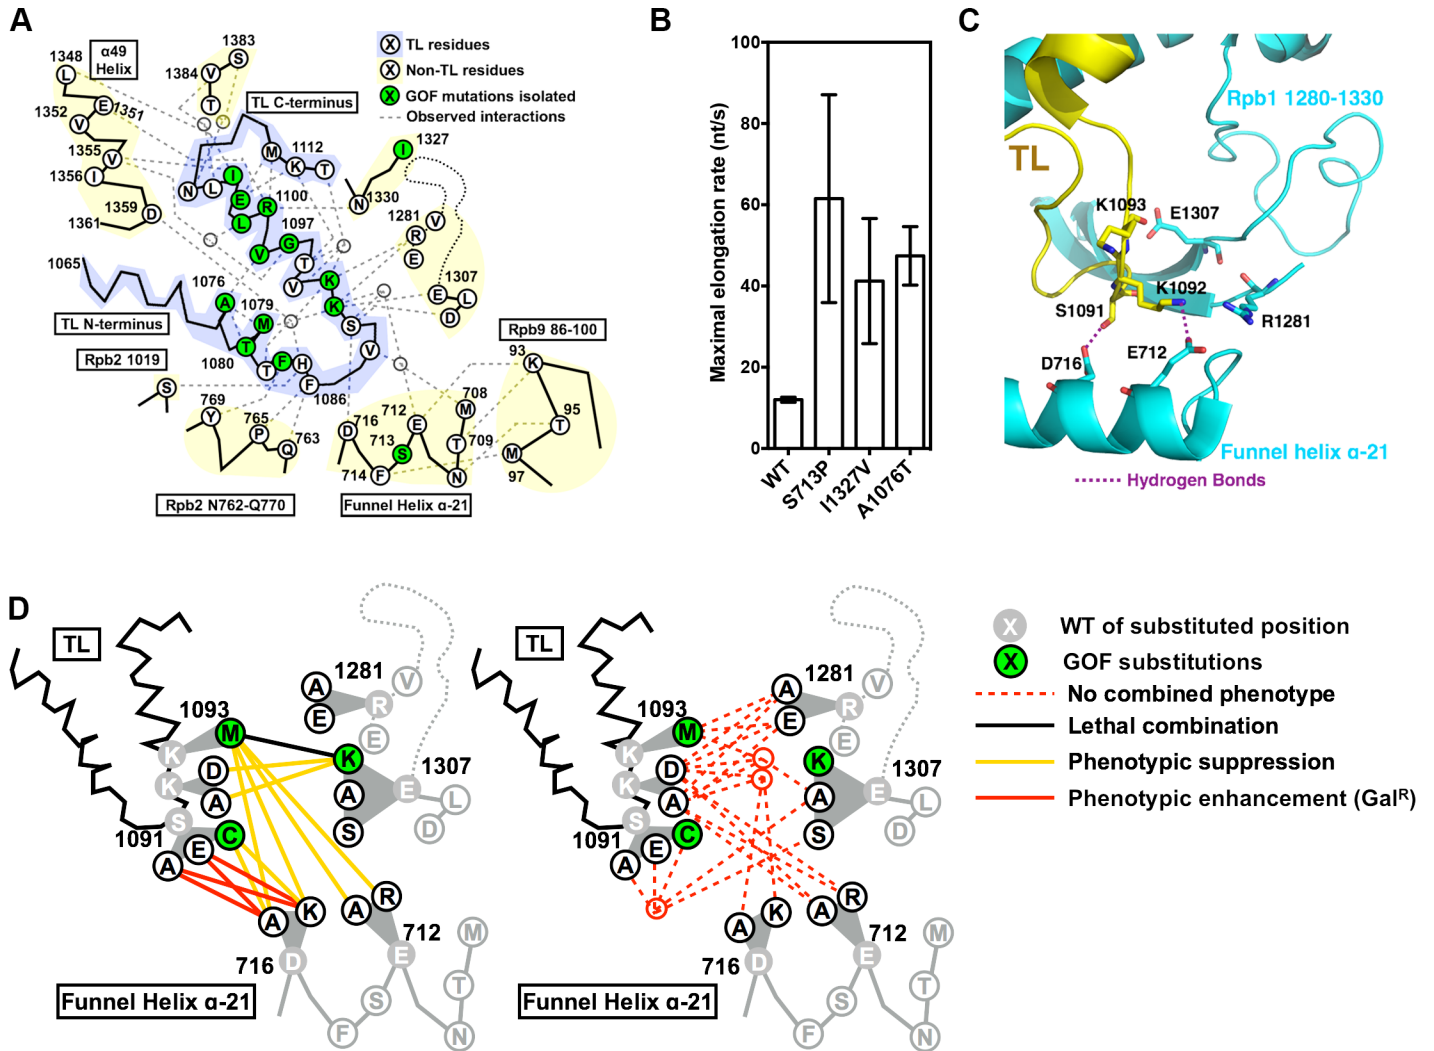 A
α49
Helix
1348
L
E
1351
1352
V
1355
V
1356
I
1359
D
1361
1383
S
1384
V
T
TL C-terminus
X TL residues
X Non-TL residues
X GOF mutations isolated
Observed interactions
1327
I
N
1330
M
1112
K
T
N
L
I
E
1100
R
L
1097
G
V
T
V
K
K
S
V
1281
V
R
E
1307
E
L
D
1065
1076
A
1079
M
TL N-terminus
T
1080
T
F
H
F
1086
Rpb2 1019
S
769
Y
765
P
763
Q
Rpb2 N762-Q770
D
716
712
E
713
S
714
F
708
M
T
709
N
Funnel Helix α-21
Rpb9 86-100
93
K
95
T
M
97
B
Maximal elongation rate (nt/s)
100
80
60
40
20
0
WT
S713P
I1327V
A1076T
C
Rpb1 1280-1330
TL
K1093
E1307
K1092
S1091
R1281
D716
E712
Funnel helix α-21
Hydrogen Bonds
D
TL
1281
A
E
R
V
E
1093
M
K
D
K
A
K
A
S
1307
E
L
D
S
1091
C
E
A
A
K
A
R
712
716
D
E
M
T
S
F
N
Funnel Helix α-21
TL
1281
A
E
R
V
E
1093
M
K
D
K
A
K
A
S
1307
E
L
D
S
1091
C
E
A
A
K
A
R
712
716
D
E
M
T
S
F
N
Funnel Helix α-21
X WT of substituted position
X GOF substitutions
No combined phenotype
Lethal combination
Phenotypic suppression
Phenotypic enhancement (Galᴿ)